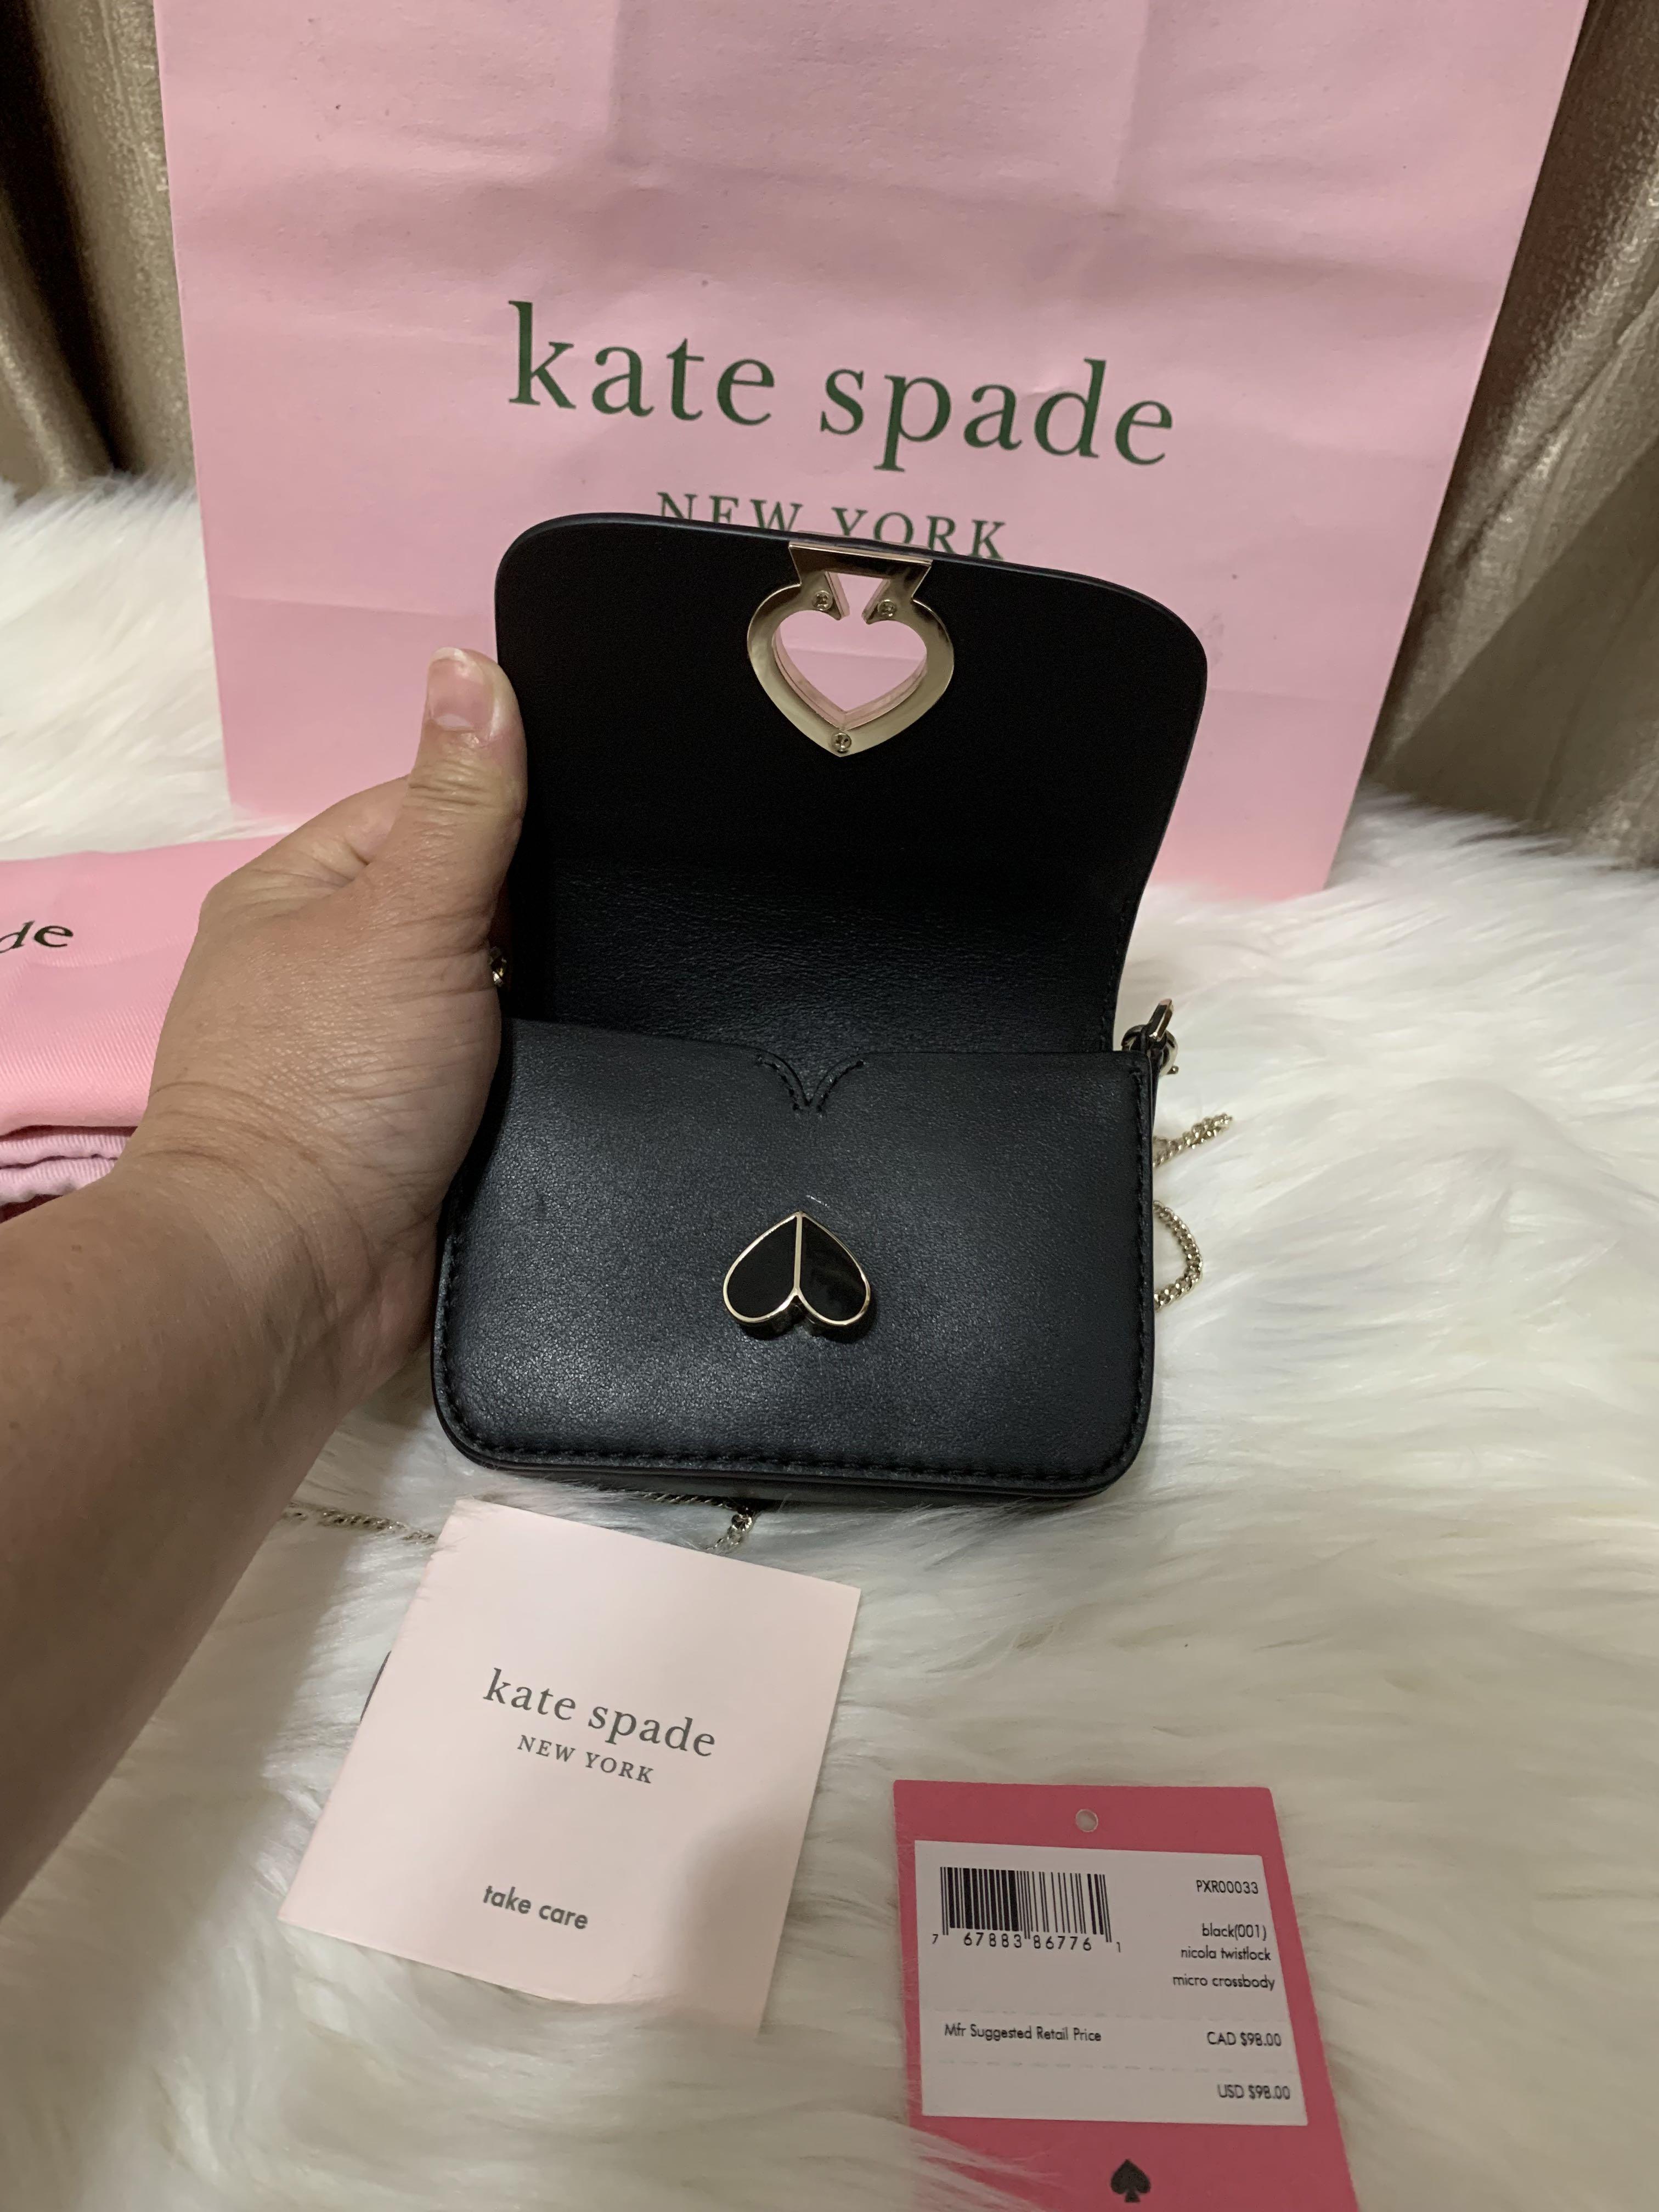 kate spade
NEW YORK
de
kate spade
NEW YORK
take care
PXR00033
7 67883 86776 1
black(001)
nicola twistlock
micro crossbody
Mfr Suggested Retail Price CAD $98.00
USD $98.00